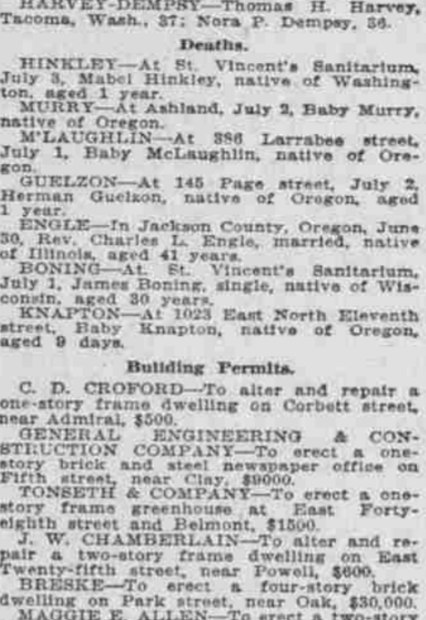 HARVEY-DEMPSY—Thomas H. Harvey,
Tacoma, Wash., 37; Nora P. Dempsy, 36.
Deaths.
HINKLEY—At St. Vincent's Sanitarium,
July 3, Mabel Hinkley, native of Washing-
ton, aged 1 year.
MURRY—At Ashland, July 2, Baby Murry,
native of Oregon.
M'LAUGHLIN—At 386 Larrabee street,
July 1, Baby McLaughlin, native of Ore-
gon.
GUELZON—At 145 Page street, July 2,
Herman Guelzon, native of Oregon, aged
1 year.
ENGLE—In Jackson County, Oregon, June
30, Rev. Charles L. Engle, married, native
of Illinois, aged 41 years.
BONING—At. St. Vincent's Sanitarium,
July 1, James Boning, single, native of Wis-
consin, aged 30 years.
KNAPTON—At 1023 East North Eleventh
street, Baby Knapton, native of Oregon,
aged 9 days.
Building Permits.
C. D. CROFORD—To alter and repair a
one-story frame dwelling on Corbett street,
near Admiral, $500.
GENERAL ENGINEERING & CON-
STRUCTION COMPANY—To erect a one-
story brick and steel newspaper office on
Fifth street, near Clay, $9000.
TONSETH & COMPANY—To erect a one-
story frame greenhouse at East Forty-
eighth street and Belmont, $1500.
J. W. CHAMBERLAIN—To alter and re-
pair a two-story frame dwelling on East
Twenty-fifth street, near Powell, $600.
BRESKE—To erect a four-story brick
dwelling on Park street, near Oak, $30,000.
MAGGIE E. ALLEN—To erect a two-story